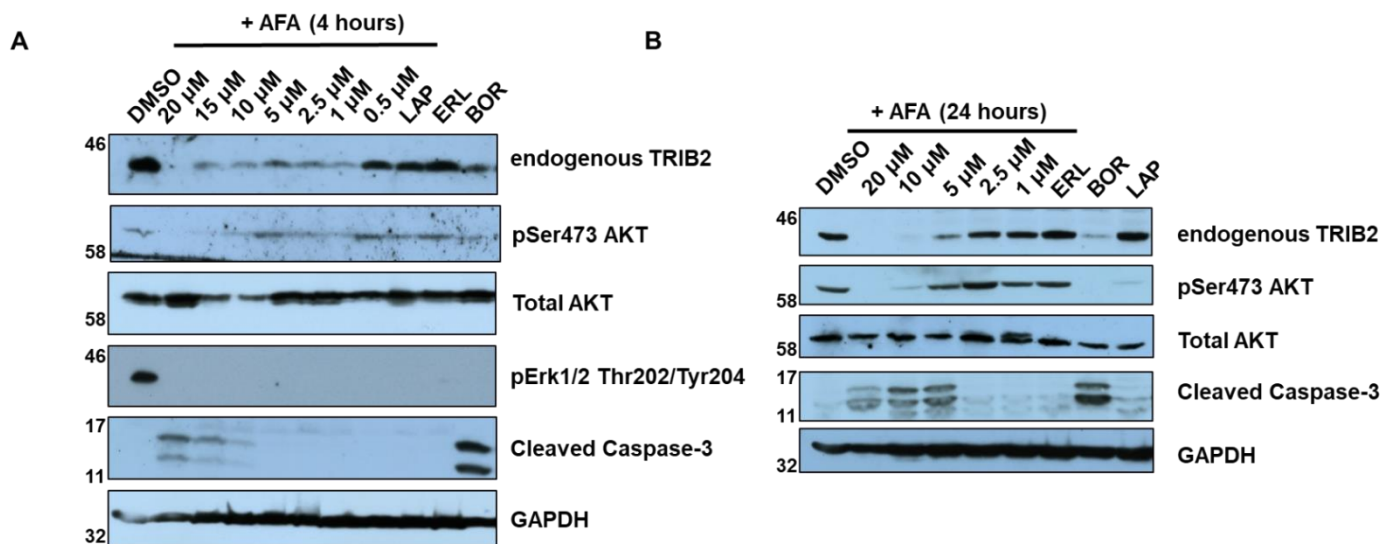 A
+ AFA (4 hours)
DMSO
20 µM
15 µM
10 µM
5 µM
2.5 µM
1 µM
0.5 µM
LAP
ERL
BOR
46
endogenous TRIB2
58
pSer473 AKT
58
Total AKT
46
pErk1/2 Thr202/Tyr204
17
11
Cleaved Caspase-3
32
GAPDH
B
+ AFA (24 hours)
DMSO
20 µM
10 µM
5 µM
2.5 µM
1 µM
ERL
BOR
LAP
46
endogenous TRIB2
58
pSer473 AKT
58
Total AKT
17
11
Cleaved Caspase-3
32
GAPDH